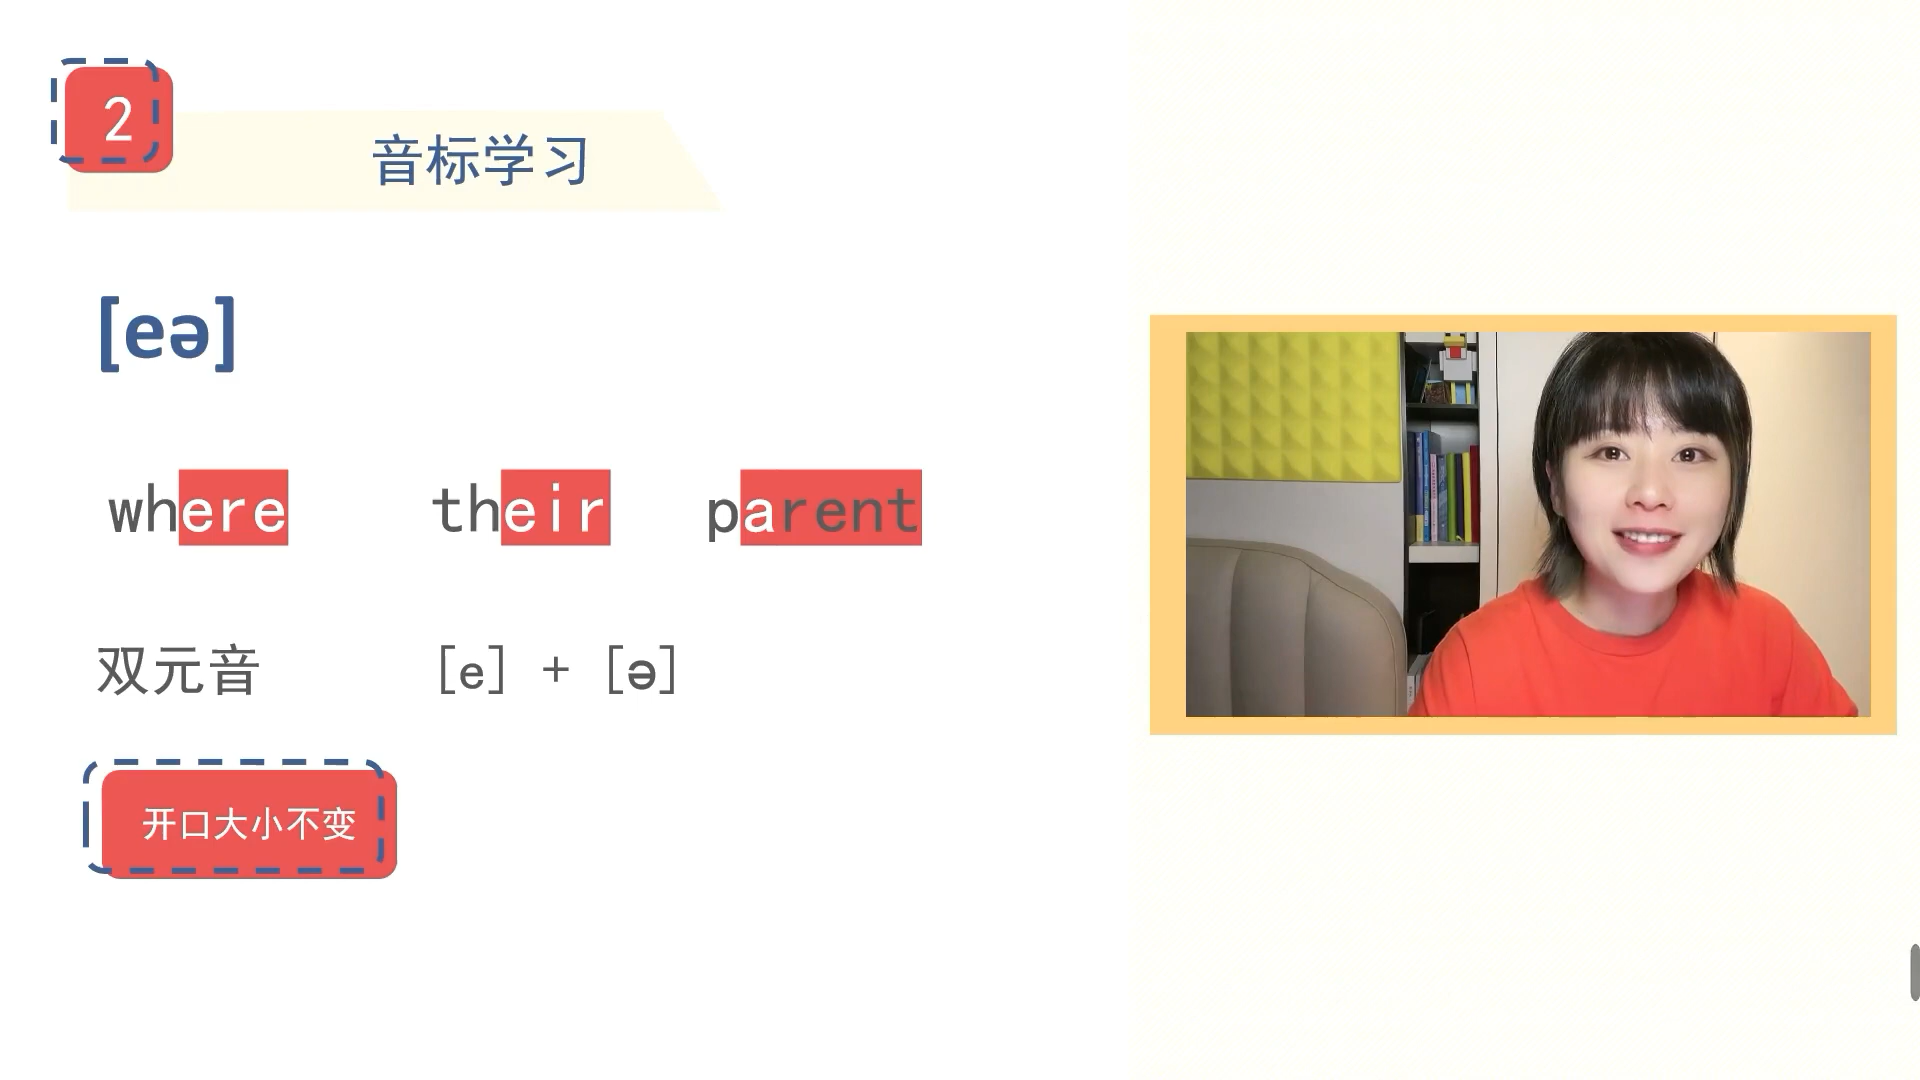 2
音标学习
[eə]
where their parent
双元音 [e] + [ə]
开口大小不变